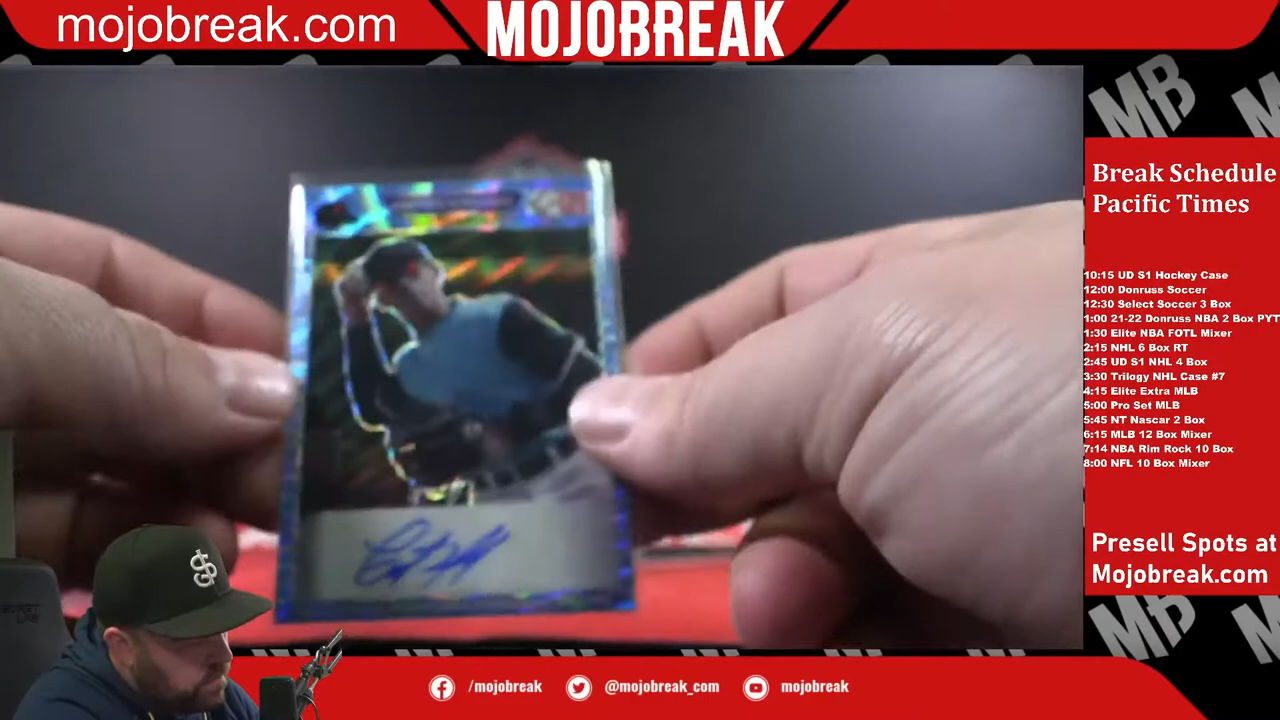 mojobreak.com
MOJOBREAK
MB
Break Schedule
Pacific Times
10:15 UD S1 Hockey Case
12:00 Donruss Soccer
12:30 Select Soccer 3 Box
1:00 21-22 Donruss NBA 2 Box PYT
1:30 Elite NBA FOTL Mixer
2:15 NHL 6 Box RT
2:45 UD S1 NHL 4 Box
3:30 Trilogy NHL Case #7
4:15 Elite Extra MLB
5:00 Pro Set MLB
5:45 NT Nascar 2 Box
6:15 MLB 12 Box Mixer
7:14 NBA Rim Rock 10 Box
8:00 NFL 10 Box Mixer
Presell Spots at
Mojobreak.com
MB
/mojobreak
@mojobreak_com
mojobreak